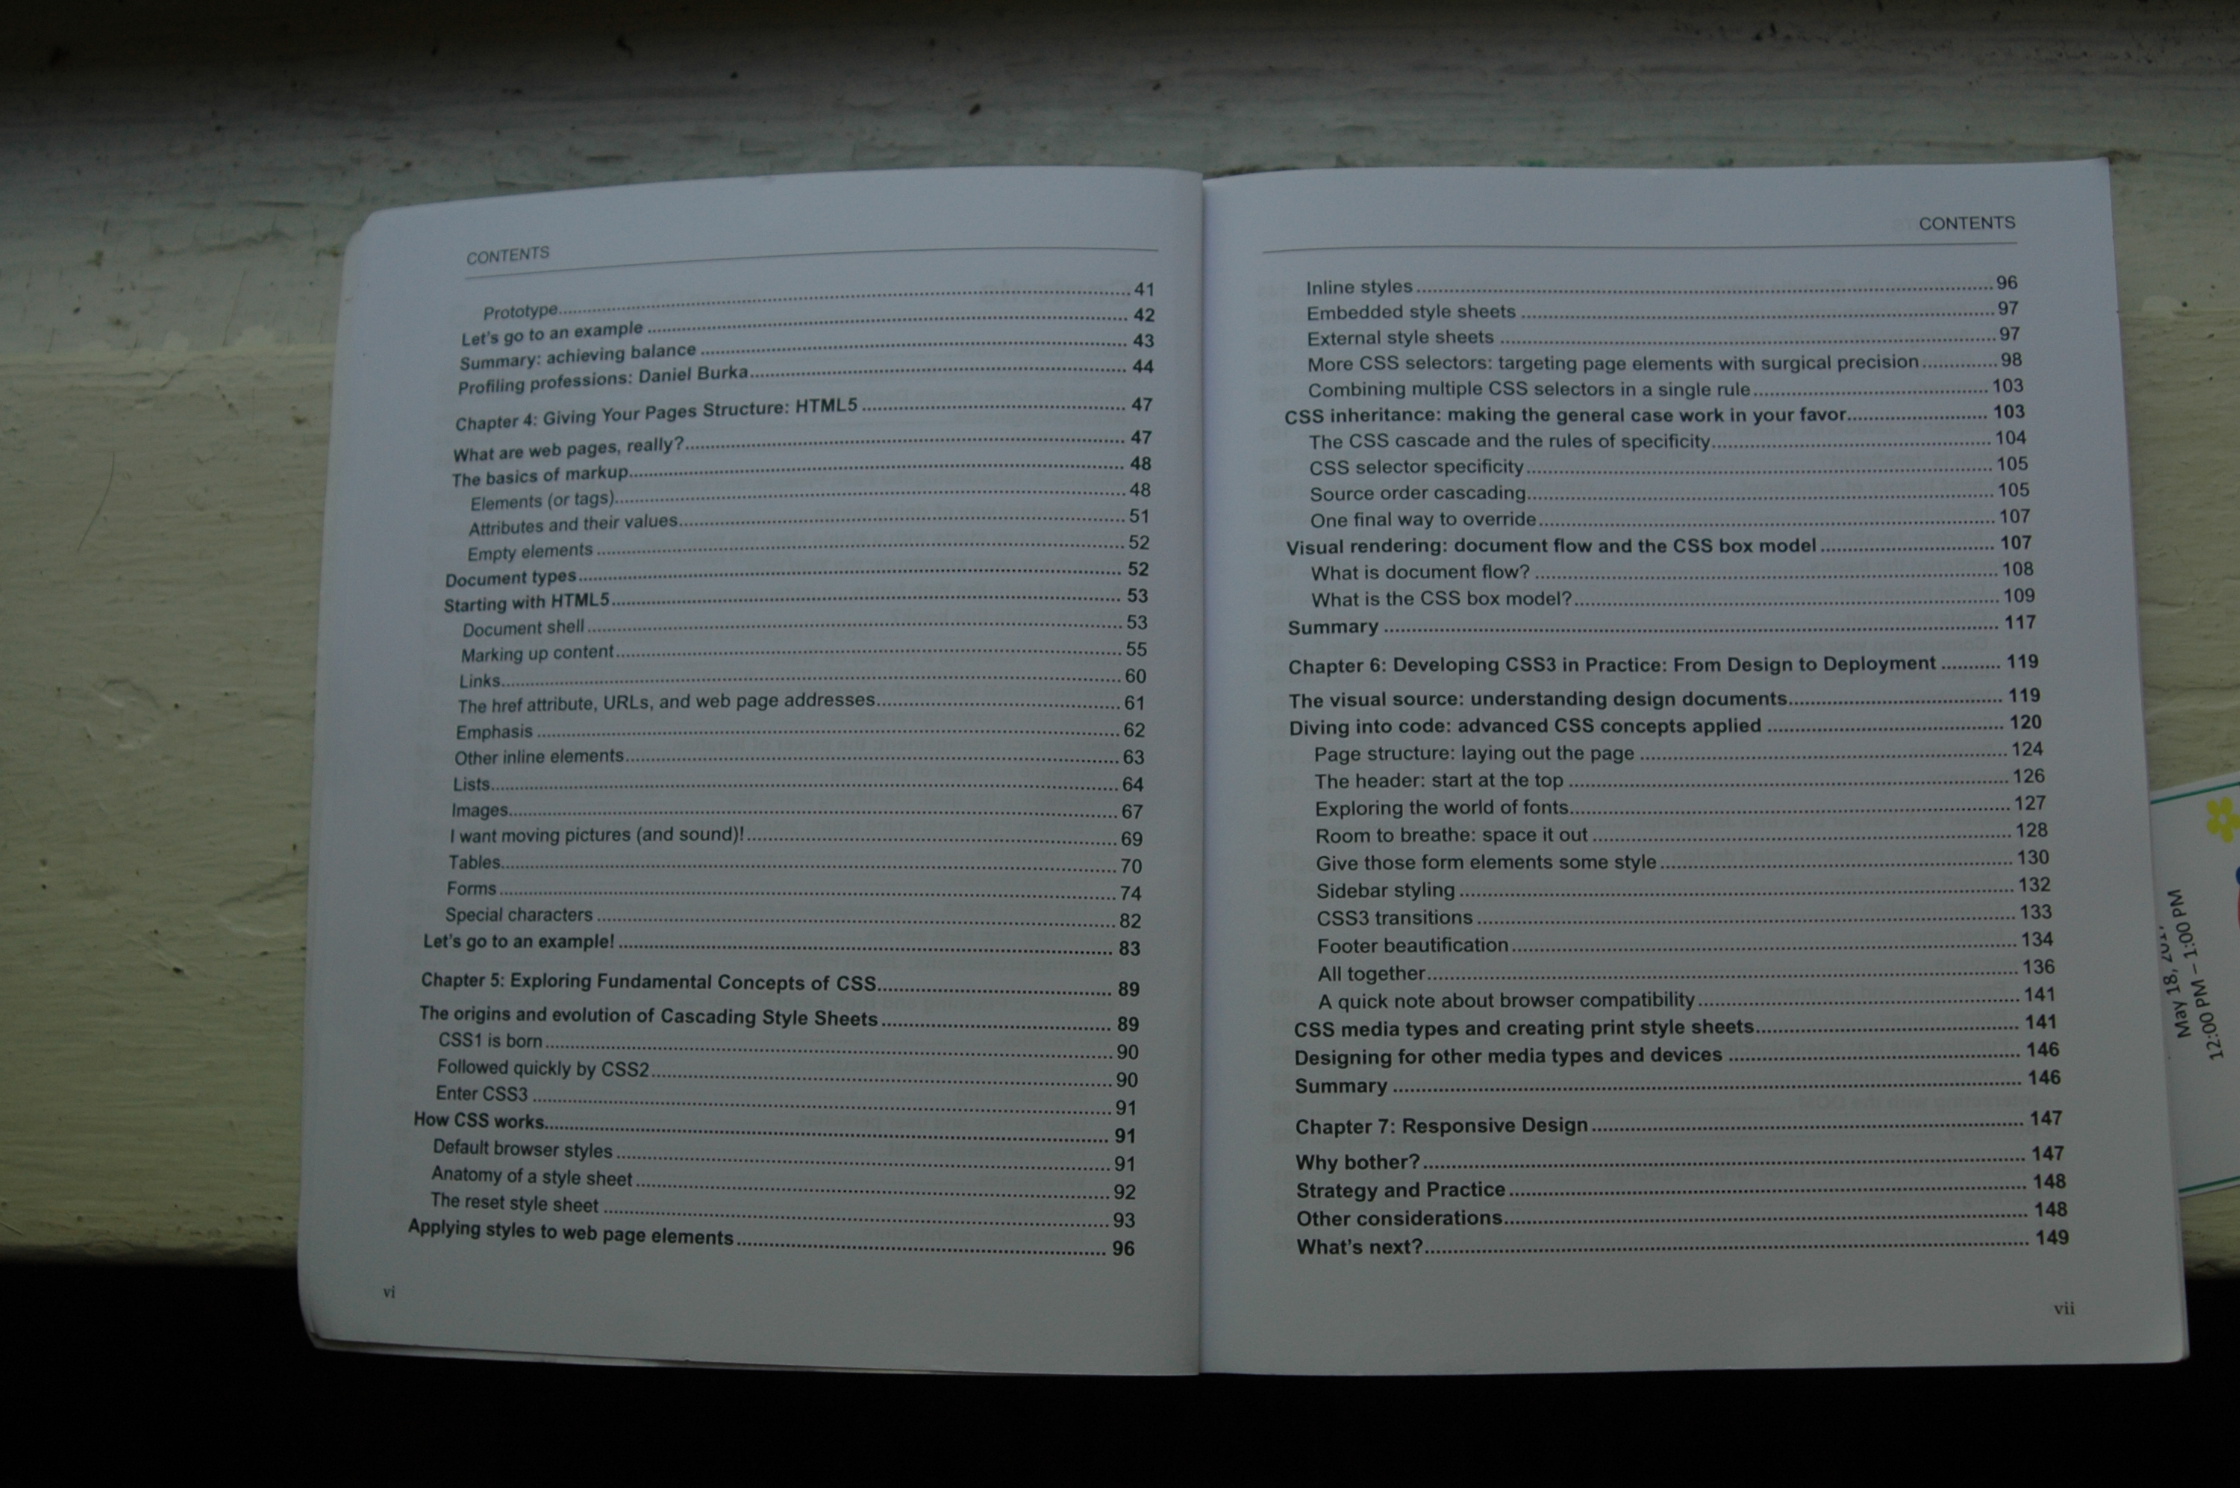 CONTENTS
Prototype........ 41
Let's go to an example ........ 42
Summary: achieving balance ........ 43
Profiling professions: Daniel Burka........ 44
Chapter 4: Giving Your Pages Structure: HTML5 ........ 47
What are web pages, really?........ 47
The basics of markup........ 48
Elements (or tags)........ 48
Attributes and their values........ 51
Empty elements ........ 52
Document types........ 52
Starting with HTML5........ 53
Document shell ........ 53
Marking up content........ 55
Links........ 60
The href attribute, URLs, and web page addresses........ 61
Emphasis ........ 62
Other inline elements........ 63
Lists........ 64
Images........ 67
I want moving pictures (and sound)!........ 69
Tables........ 70
Forms ........ 74
Special characters ........ 82
Let's go to an example! ........ 83
Chapter 5: Exploring Fundamental Concepts of CSS........ 89
The origins and evolution of Cascading Style Sheets ........ 89
CSS1 is born ........ 90
Followed quickly by CSS2........ 90
Enter CSS3 ........ 91
How CSS works........ 91
Default browser styles ........ 91
Anatomy of a style sheet ........ 92
The reset style sheet ........ 93
Applying styles to web page elements ........ 96
vi
CONTENTS
Inline styles ........ 96
Embedded style sheets ........ 97
External style sheets ........ 97
More CSS selectors: targeting page elements with surgical precision ........ 98
Combining multiple CSS selectors in a single rule........ 103
CSS inheritance: making the general case work in your favor........ 103
The CSS cascade and the rules of specificity........ 104
CSS selector specificity........ 105
Source order cascading........ 105
One final way to override ........ 107
Visual rendering: document flow and the CSS box model ........ 107
What is document flow? ........ 108
What is the CSS box model?........ 109
Summary ........ 117
Chapter 6: Developing CSS3 in Practice: From Design to Deployment ........ 119
The visual source: understanding design documents........ 119
Diving into code: advanced CSS concepts applied ........ 120
Page structure: laying out the page ........ 124
The header: start at the top ........ 126
Exploring the world of fonts........ 127
Room to breathe: space it out ........ 128
Give those form elements some style ........ 130
Sidebar styling ........ 132
CSS3 transitions ........ 133
Footer beautification ........ 134
All together........ 136
A quick note about browser compatibility ........ 141
CSS media types and creating print style sheets........ 141
Designing for other media types and devices ........ 146
Summary ........ 146
Chapter 7: Responsive Design ........ 147
Why bother?........ 147
Strategy and Practice ........ 148
Other considerations........ 148
What's next?........ 149
vii
May 18,
12:00 PM – 1:00 PM